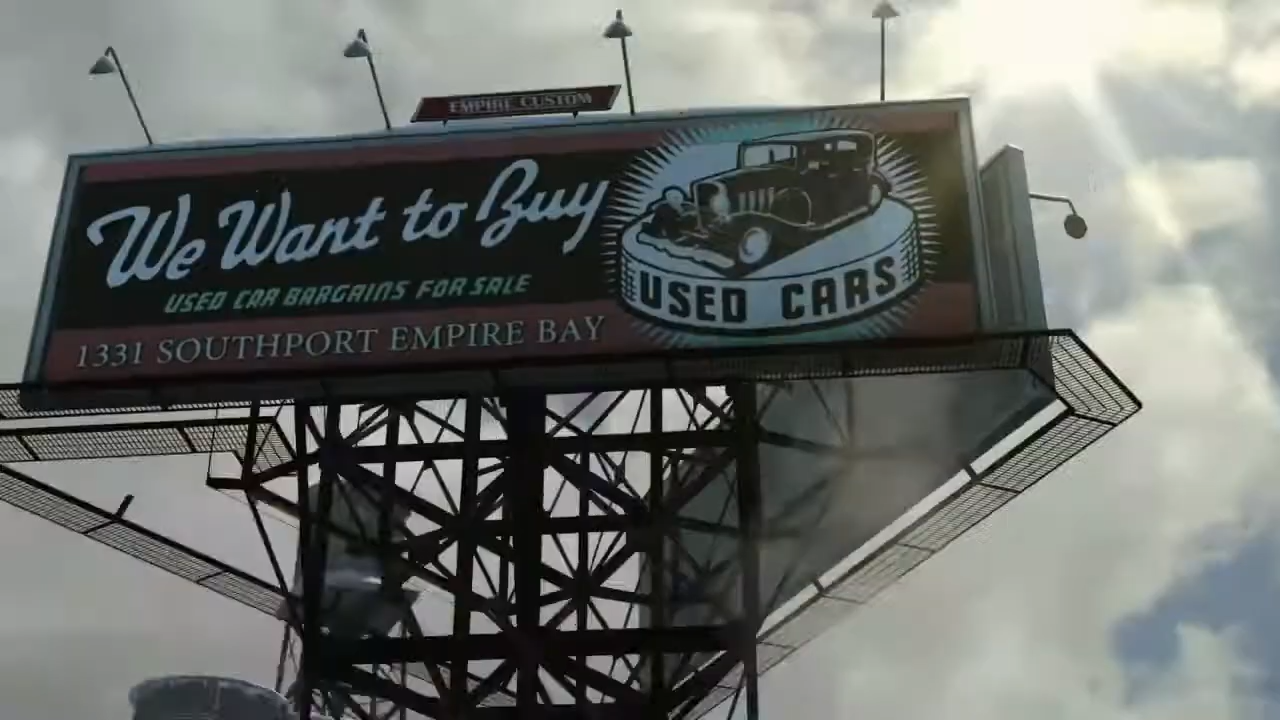 EMPIRE CUSTOM
We Want to Buy
USED CAR BARGAINS FOR SALE
1331 SOUTHPORT EMPIRE BAY
USED CARS